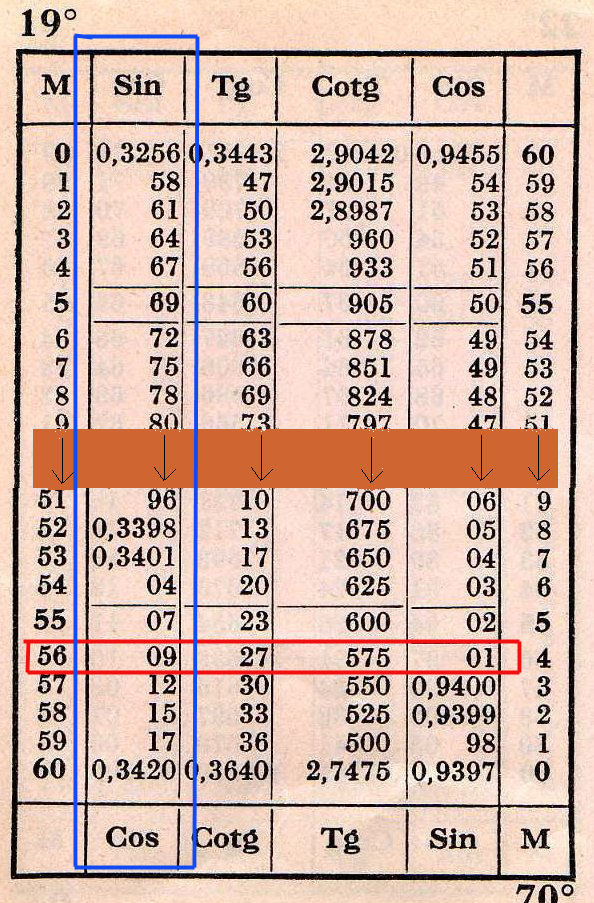 19°
M Sin Tg Cotg Cos M
0 0,3256 0,3443 2,9042 0,9455 60
1 58 47 2,9015 54 59
2 61 50 2,8987 53 58
3 64 53 960 52 57
4 67 56 933 51 56
5 69 60 905 50 55
6 72 63 878 49 54
7 75 66 851 49 53
8 78 69 824 48 52
9 80 73 797 47 51
51 96 10 700 06 9
52 0,3398 13 675 05 8
53 0,3401 17 650 04 7
54 04 20 625 03 6
55 07 23 600 02 5
56 09 27 575 01 4
57 12 30 550 0,9400 3
58 15 33 525 0,9399 2
59 17 36 500 98 1
60 0,3420 0,3640 2,7475 0,9397 0
Cos Cotg Tg Sin M
70°